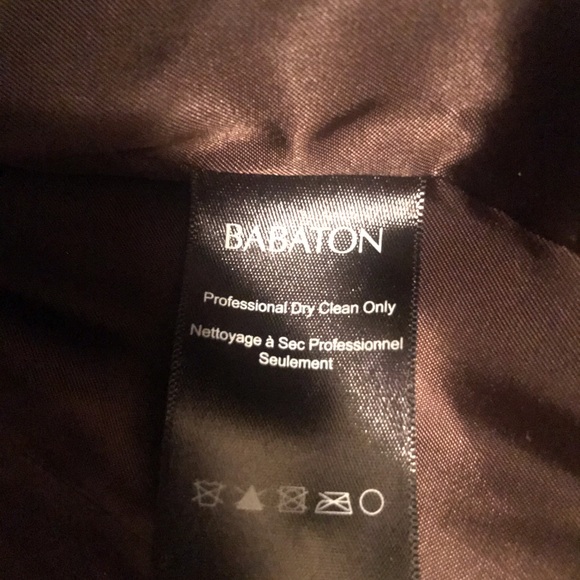 BABATON
Professional Dry Clean Only
Nettoyage à Sec Professionnel
Seulement